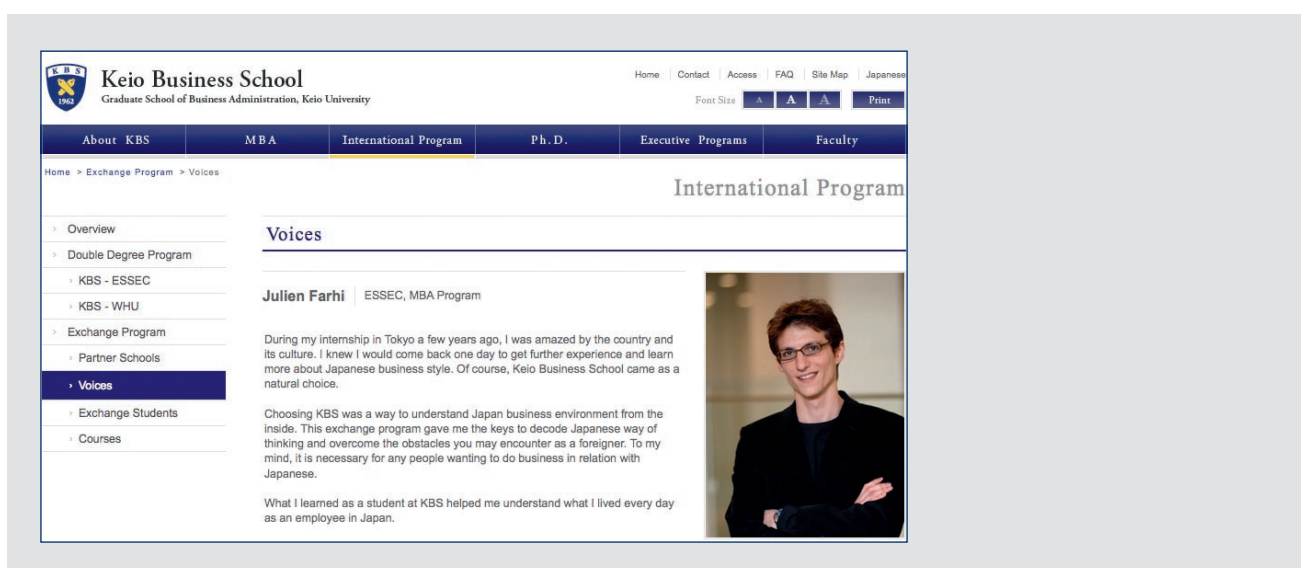 K B S
1962
Keio Business School
Graduate School of Business Administration, Keio University
Home Contact Access FAQ Site Map Japanese
Font Size A A A Print
About KBS MBA International Program Ph.D. Executive Programs Faculty
Home > Exchange Program > Voices
International Program
› Overview
› Double Degree Program
› KBS - ESSEC
› KBS - WHU
› Exchange Program
› Partner Schools
› Voices
› Exchange Students
› Courses
Voices
Julien Farhi ESSEC, MBA Program
During my internship in Tokyo a few years ago, I was amazed by the country and
its culture. I knew I would come back one day to get further experience and learn
more about Japanese business style. Of course, Keio Business School came as a
natural choice.
Choosing KBS was a way to understand Japan business environment from the
inside. This exchange program gave me the keys to decode Japanese way of
thinking and overcome the obstacles you may encounter as a foreigner. To my
mind, it is necessary for any people wanting to do business in relation with
Japanese.
What I learned as a student at KBS helped me understand what I lived every day
as an employee in Japan.